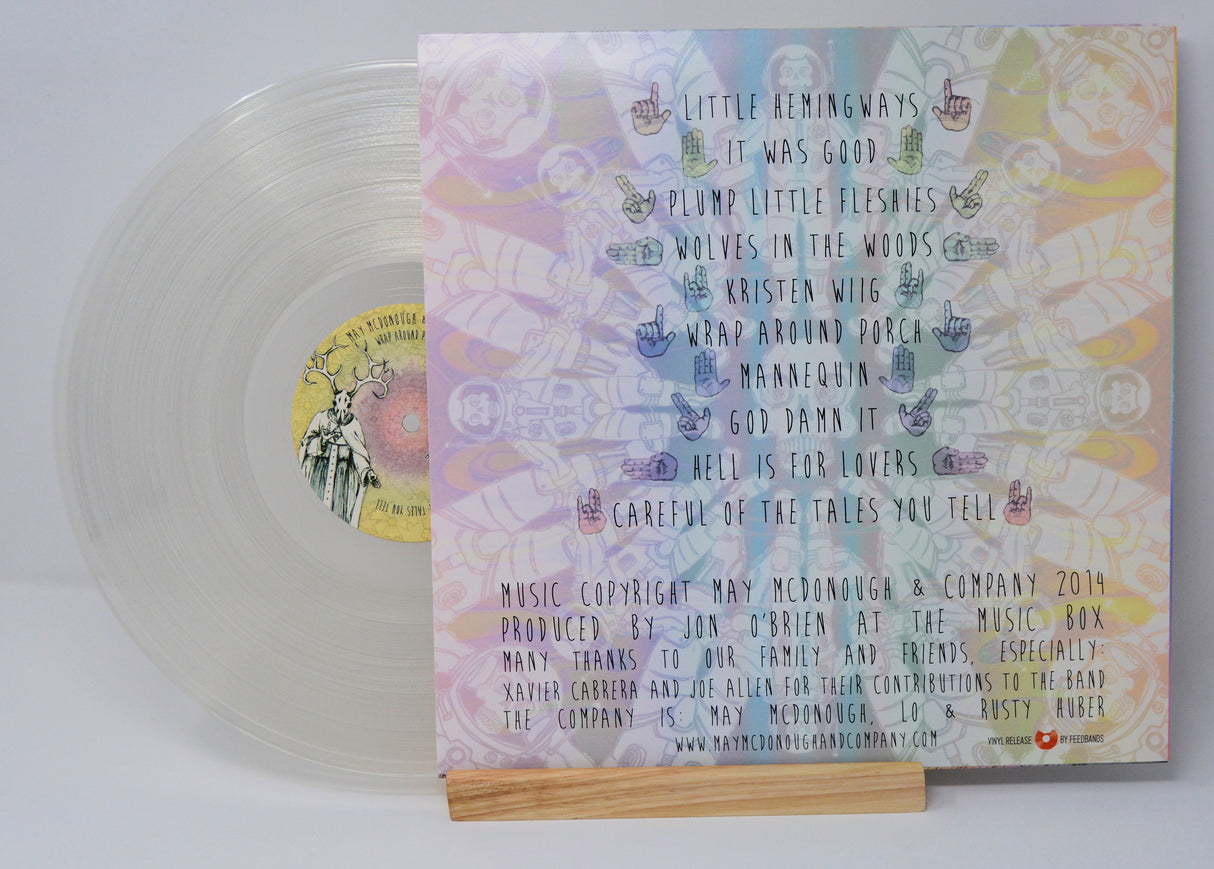 LITTLE HEMINGWAYS
IT WAS GOOD
PLUMP LITTLE FLESHIES
WOLVES IN THE WOODS
KRISTEN WIIG
WRAP AROUND PORCH
MANNEQUIN
GOD DAMN IT
HELL IS FOR LOVERS
CAREFUL OF THE TALES YOU TELL
MUSIC COPYRIGHT MAY MCDONOUGH & COMPANY 2014
PRODUCED BY JON O'BRIEN AT THE MUSIC BOX
MANY THANKS TO OUR FAMILY AND FRIENDS, ESPECIALLY:
XAVIER CABRERA AND JOE ALLEN FOR THEIR CONTRIBUTIONS TO THE BAND
THE COMPANY IS: MAY MCDONOUGH, LO & RUSTY HUBER
WWW.MAYMCDONOUGHANDCOMPANY.COM
VINYL RELEASE BY FEEDBANDS
MAY MCDONOUGH &
WRAP AROUND
TALES YOU TELL